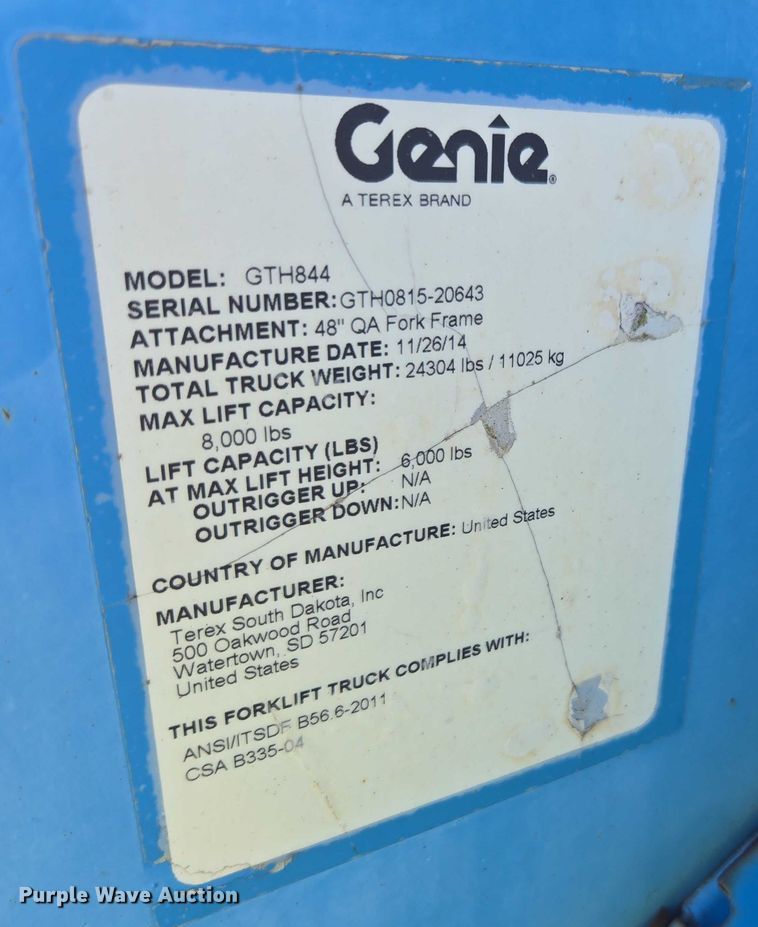 Genie®
A TEREX BRAND
MODEL: GTH844
SERIAL NUMBER: GTH0815-20643
ATTACHMENT: 48" QA Fork Frame
MANUFACTURE DATE: 11/26/14
TOTAL TRUCK WEIGHT: 24304 lbs / 11025 kg
MAX LIFT CAPACITY:
8,000 lbs
LIFT CAPACITY (LBS)
AT MAX LIFT HEIGHT: 6,000 lbs
OUTRIGGER UP: N/A
OUTRIGGER DOWN: N/A
COUNTRY OF MANUFACTURE: United States
MANUFACTURER:
Terex South Dakota, Inc
500 Oakwood Road
Watertown, SD 57201
United States
THIS FORKLIFT TRUCK COMPLIES WITH:
ANSI/ITSDF B56.6-2011
CSA B335-04
Purple Wave Auction